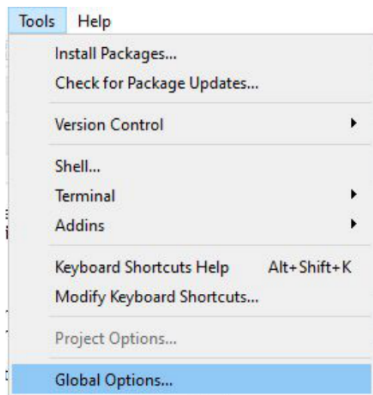 Tools Help
Install Packages...
Check for Package Updates...
Version Control
Shell...
Terminal
Addins
Keyboard Shortcuts Help Alt+Shift+K
Modify Keyboard Shortcuts...
Project Options...
Global Options...